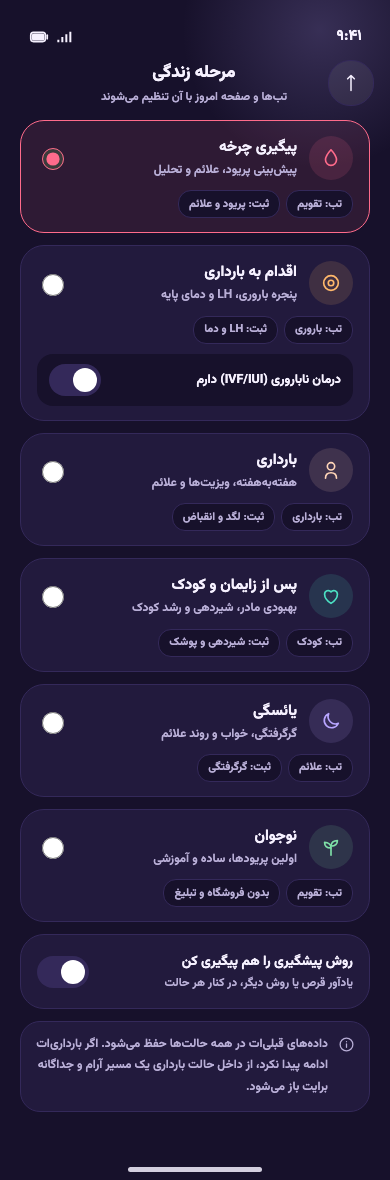 ۹:۴۱
مرحله زندگی
تب‌ها و صفحه امروز با آن تنظیم می‌شوند
پیگیری چرخه
پیش‌بینی پریود، علائم و تحلیل
تب: تقویم
ثبت: پریود و علائم
اقدام به بارداری
پنجره باروری، LH و دمای پایه
تب: باروری
ثبت: LH و دما
درمان ناباروری (IVF/IUI) دارم
بارداری
هفته‌به‌هفته، ویزیت‌ها و علائم
تب: بارداری
ثبت: لگد و انقباض
پس از زایمان و کودک
بهبودی مادر، شیردهی و رشد کودک
تب: کودک
ثبت: شیردهی و پوشک
یائسگی
گرگرفتگی، خواب و روند علائم
تب: علائم
ثبت: گرگرفتگی
نوجوان
اولین پریودها، ساده و آموزشی
تب: تقویم
بدون فروشگاه و تبلیغ
روش پیشگیری را هم پیگیری کن
یادآور قرص یا روش دیگر، در کنار هر حالت
داده‌های قبلی‌ات در همه حالت‌ها حفظ می‌شود. اگر بارداری‌ات
ادامه پیدا نکرد، از داخل حالت بارداری یک مسیر آرام و جداگانه
برایت باز می‌شود.